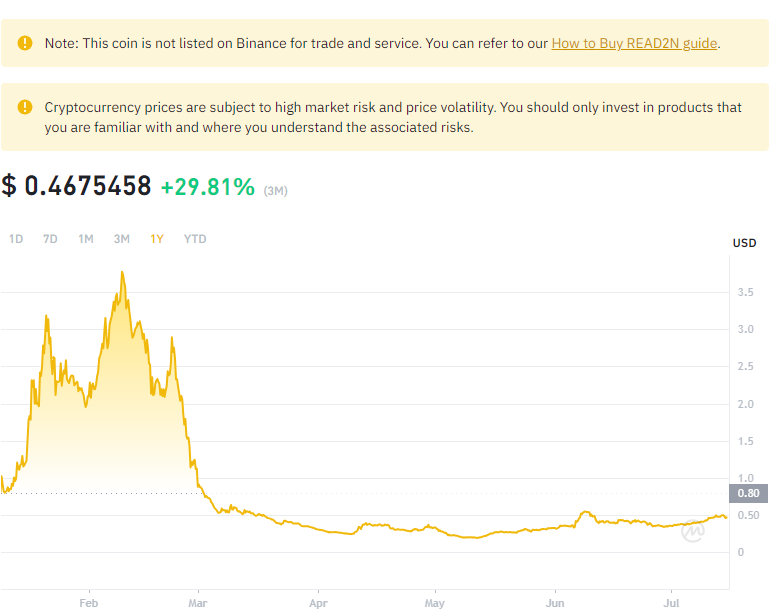 Note: This coin is not listed on Binance for trade and service. You can refer to our How to Buy READ2N guide.
Cryptocurrency prices are subject to high market risk and price volatility. You should only invest in products that
you are familiar with and where you understand the associated risks.
$ 0.4675458 +29.81% (3M)
1D 7D 1M 3M 1Y YTD
USD
3.5
3.0
2.5
2.0
1.5
1.0
0.80
0.50
0
Feb Mar Apr May Jun Jul